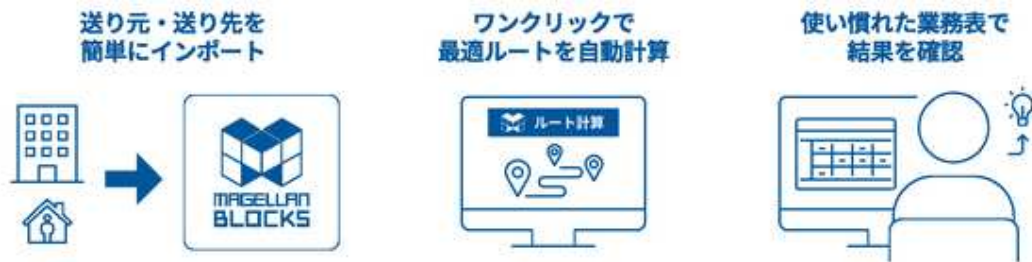 送り元・送り先を
簡単にインポート
MAGELLAN
BLOCKS
ワンクリックで
最適ルートを自動計算
ルート計算
使い慣れた業務表で
結果を確認